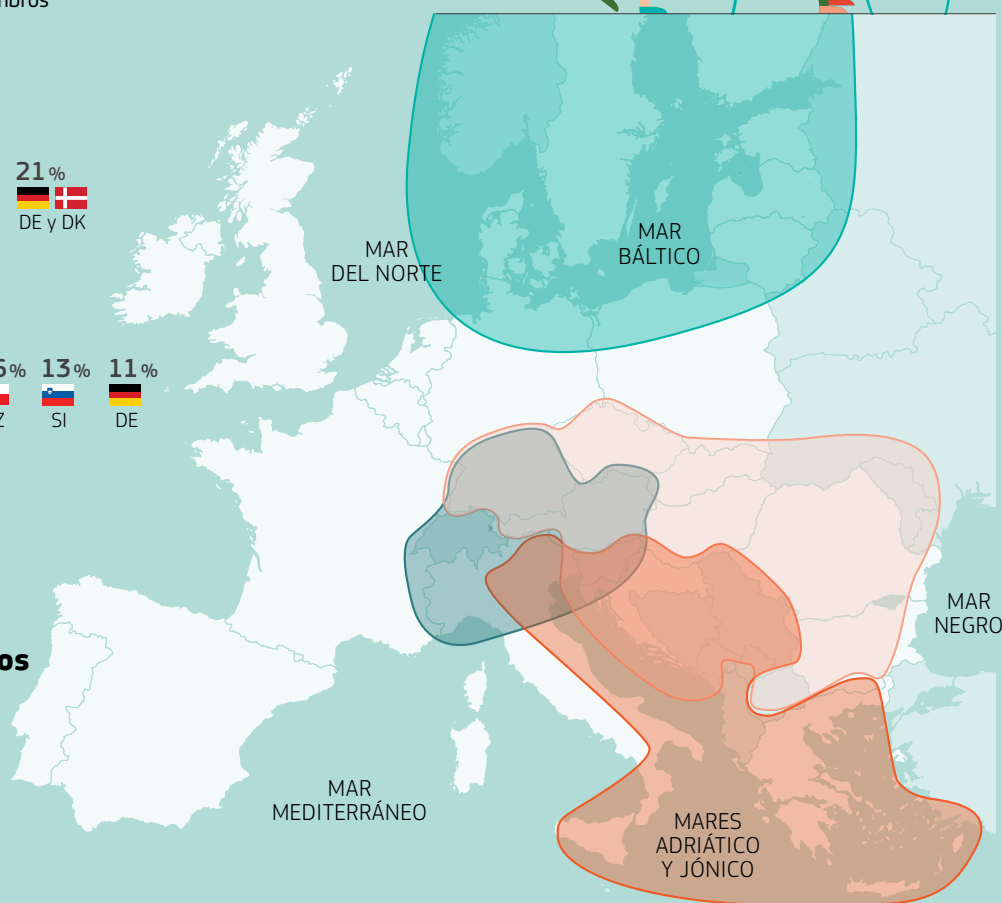 21 %
DE y DK
MAR
DEL NORTE
MAR
BÁLTICO
13 % 11 %
SI DE
MAR
NEGRO
MAR
MEDITERRÁNEO
MARES
ADRIÁTICO
Y JÓNICO